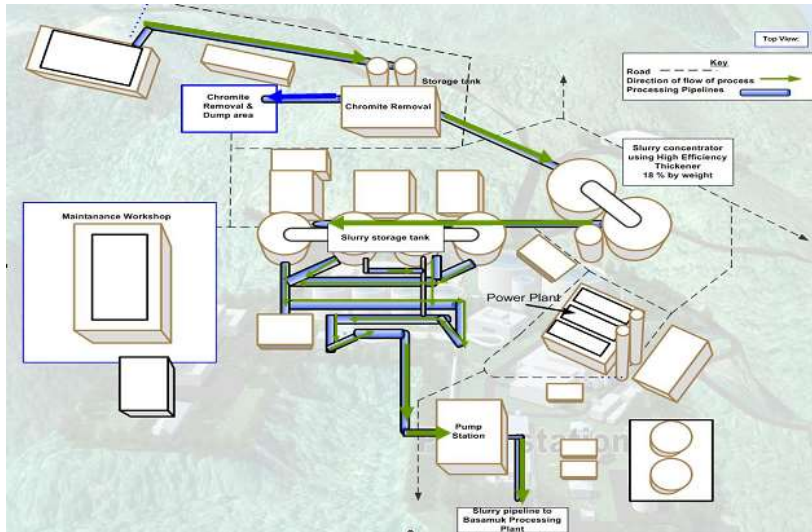 Top View:
Key
Road
Direction of flow of process
Processing Pipelines
Storage tank
Chromite
Removal &
Dump area
Chromite Removal
Slurry concentrator
using High Efficiency
Thickener
18 % by weight
Maintanance Workshop
Slurry storage tank
Power Plant
Pump
Station
Slurry pipeline to
Basamuk Processing
Plant